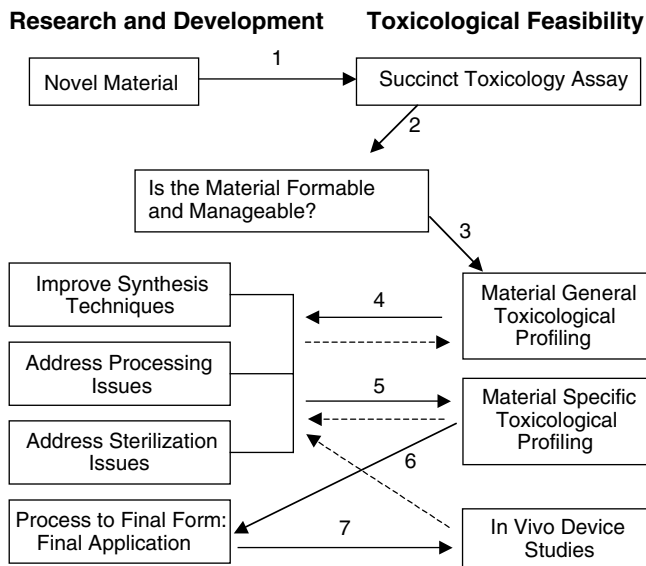 Research and Development
Toxicological Feasibility
1
Novel Material
Succinct Toxicology Assay
2
Is the Material Formable
and Manageable?
3
Improve Synthesis
Techniques
4
Material General
Toxicological
Profiling
Address Processing
Issues
5
Material Specific
Toxicological
Profiling
Address Sterilization
Issues
6
Process to Final Form:
Final Application
7
In Vivo Device
Studies